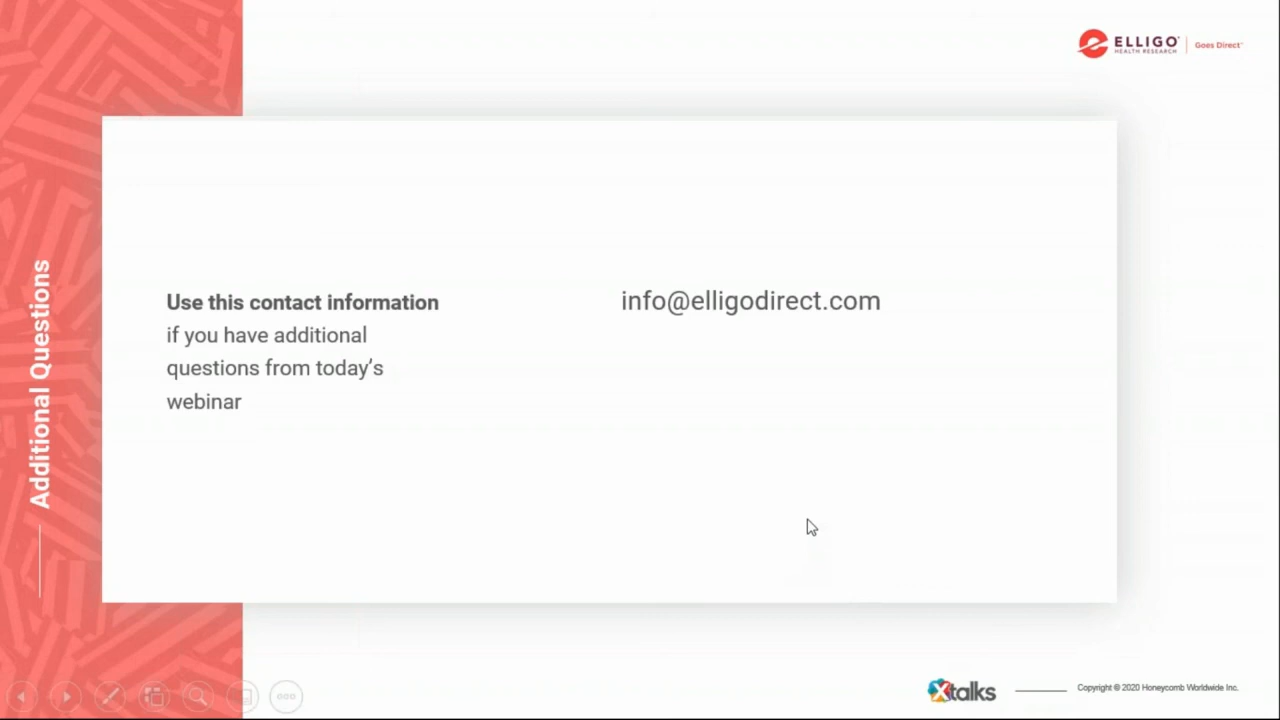 ELLIGO
HEALTH RESEARCH
Goes Direct
Additional Questions
Use this contact information
if you have additional
questions from today’s
webinar
info@elligodirect.com
Xtalks
Copyright © 2020 Honeycomb Worldwide Inc.